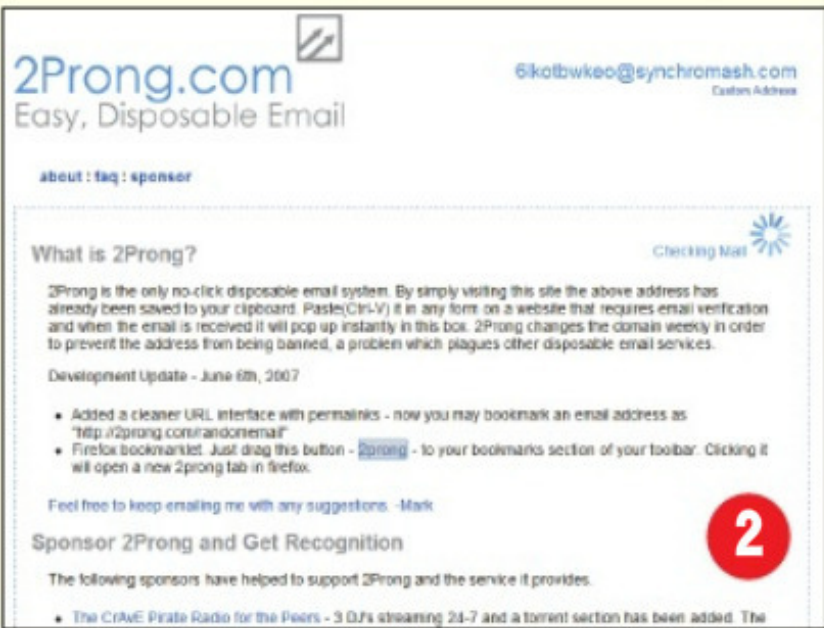 2Prong.com
Easy, Disposable Email
6lkotbwkeo@synchromash.com
Custom Address
about : faq : sponsor
What is 2Prong?
Checking Mail
2Prong is the only no-click disposable email system. By simply visiting this site the above address has
already been saved to your clipboard. Paste(Ctrl-V) it in any form on a website that requires email verification
and when the email is received it will pop up instantly in this box. 2Prong changes the domain weekly in order
to prevent the address from being banned, a problem which plagues other disposable email services.
Development Update - June 6th, 2007
• Added a cleaner URL interface with permalinks - now you may bookmark an email address as
"http://2prong.com/randomemail"
• Firefox bookmarklet. Just drag this button - 2prong - to your bookmarks section of your toolbar. Clicking it
will open a new 2prong tab in firefox.
Feel free to keep emailing me with any suggestions. -Mark
2
Sponsor 2Prong and Get Recognition
The following sponsors have helped to support 2Prong and the service it provides.
• The CrAvE Pirate Radio for the Peers - 3 DJ's streaming 24-7 and a torrent section has been added. The